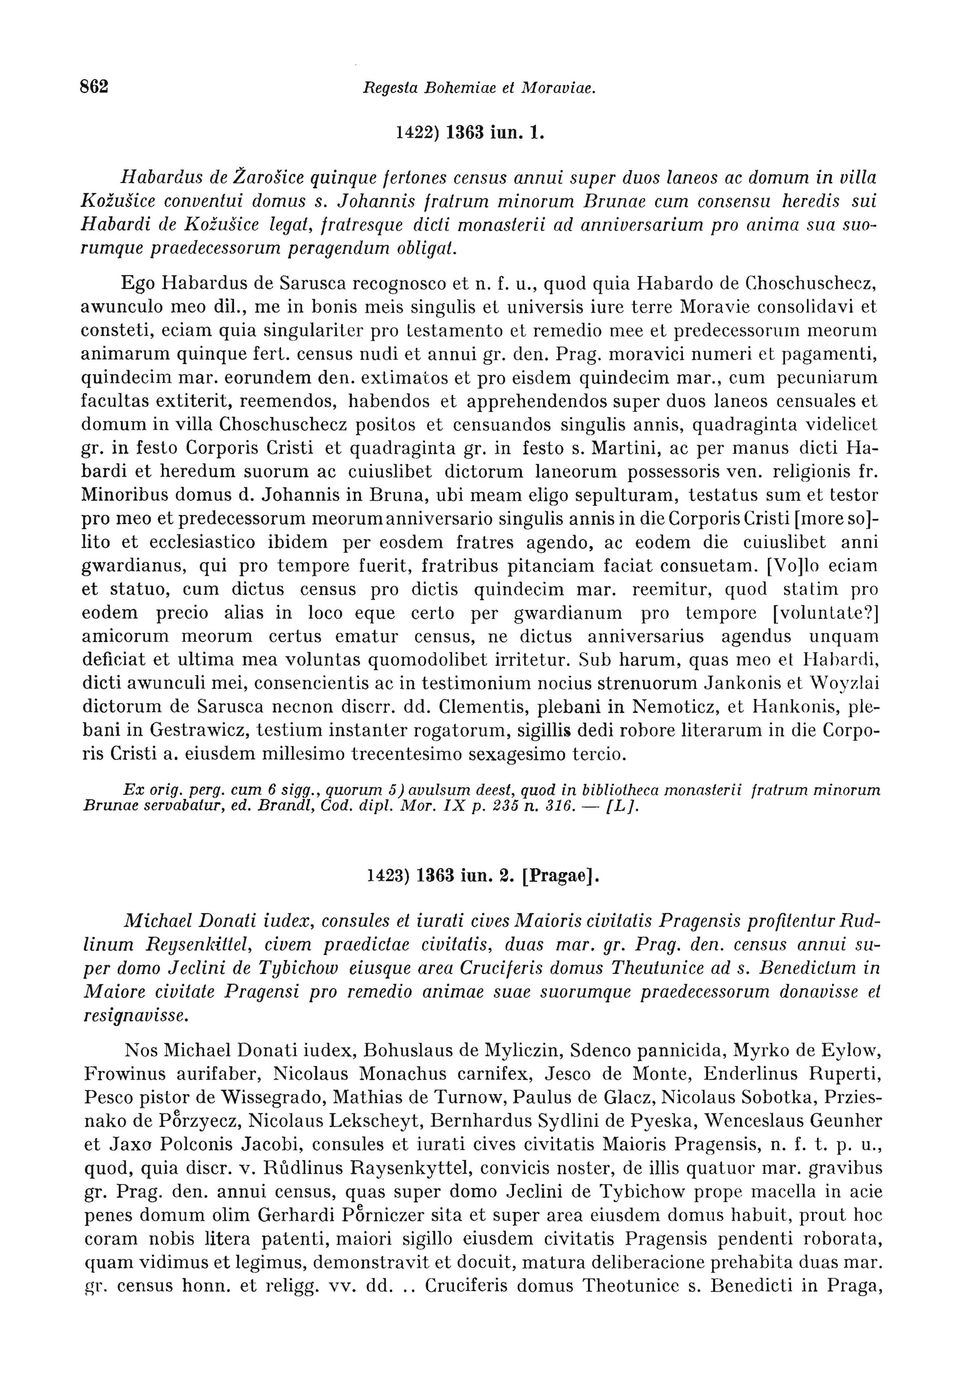 862 Regesta Bohemiae et Moraviae.
1422) 1363 iun. 1.
Habardus de Žarošice quinque fertones census annui super duos laneos ac domum in villa
Kožušice conventui domus s. Johannis fratrum minorum Brunae cum consensu heredis sui
Habardi de Kožušice legat, fratresque dicti monasterii ad anniversarium pro anima sua suo-
rumque praedecessorum peragendum obligat.
Ego Habardus de Sarusca recognosco et n. f. u., quod quia Habardo de Choschuschecz,
awunculo meo dil., me in bonis meis singulis et universis iure terre Moravie consolidavi et
consteti, eciam quia singulariter pro testamento et remedio mee et predecessorum meorum
animarum quinque fert. census nudi et annui gr. den. Prag. moravici numeri et pagamenti,
quindecim mar. eorundem den. extimatos et pro eisdem quindecim mar., cum pecuniarum
facultas extiterit, reemendos, habendos et apprehendendos super duos laneos censuales et
domum in villa Choschuschecz positos et censuandos singulis annis, quadraginta videlicet
gr. in festo Corporis Cristi et quadraginta gr. in festo s. Martini, ac per manus dicti Ha-
bardi et heredum suorum ac cuiuslibet dictorum laneorum possessoris ven. religionis fr.
Minoribus domus d. Johannis in Bruna, ubi meam eligo sepulturam, testatus sum et testor
pro meo et predecessorum meorum anniversario singulis annis in die Corporis Cristi [more so]-
lito et ecclesiastico ibidem per eosdem fratres agendo, ac eodem die cuiuslibet anni
gwardianus, qui pro tempore fuerit, fratribus pitanciam faciat consuetam. [Vo]lo eciam
et statuo, cum dictus census pro dictis quindecim mar. reemitur, quod statim pro
eodem precio alias in loco eque certo per gwardianum pro tempore [voluntate?]
amicorum meorum certus ematur census, ne dictus anniversarius agendus unquam
deficiat et ultima mea voluntas quomodolibet irritetur. Sub harum, quas meo et Habardi,
dicti awunculi mei, consencientis ac in testimonium nocius strenuorum Jankonis et Woyzlai
dictorum de Sarusca necnon discrr. dd. Clementis, plebani in Nemoticz, et Hankonis, ple-
bani in Gestrawicz, testium instanter rogatorum, sigillis dedi robore literarum in die Corpo-
ris Cristi a. eiusdem millesimo trecentesimo sexagesimo tercio.
Ex orig. perg. cum 6 sigg., quorum 5) avulsum deest, quod in bibliotheca monasterii fratrum minorum
Brunae servabatur, ed. Brandl, Cod. dipl. Mor. IX p. 235 n. 316. — [L].
1423) 1363 iun. 2. [Pragae].
Michael Donati iudex, consules et iurati cives Maioris civitatis Pragensis profitentur Rud-
linum Reysenkittel, civem praedictae civitatis, duas mar. gr. Prag. den. census annui su-
per domo Jeclini de Tybichow eiusque area Cruciferis domus Theutunice ad s. Benedictum in
Maiore civitate Pragensi pro remedio animae suae suorumque praedecessorum donavisse et
resignavisse.
Nos Michael Donati iudex, Bohuslaus de Myliczin, Sdenco pannicida, Myrko de Eylow,
Frowinus aurifaber, Nicolaus Monachus carnifex, Jesco de Monte, Enderlinus Ruperti,
Pesco pistor de Wissegrado, Mathias de Turnow, Paulus de Glacz, Nicolaus Sobotka, Przies-
nako de Poͤrzyecz, Nicolaus Lekscheyt, Bernhardus Sydlini de Pyeska, Wenceslaus Geunher
et Jaxo Polconis Jacobi, consules et iurati cives civitatis Maioris Pragensis, n. f. t. p. u.,
quod, quia discr. v. Růdlinus Raysenkyttel, convicis noster, de illis quatuor mar. gravibus
gr. Prag. den. annui census, quas super domo Jeclini de Tybichow prope macella in acie
penes domum olim Gerhardi Poͤrniczer sita et super area eiusdem domus habuit, prout hoc
coram nobis litera patenti, maiori sigillo eiusdem civitatis Pragensis pendenti roborata,
quam vidimus et legimus, demonstravit et docuit, matura deliberacione prehabita duas mar.
gr. census honn. et religg. vv. dd. .. Cruciferis domus Theotunice s. Benedicti in Praga,